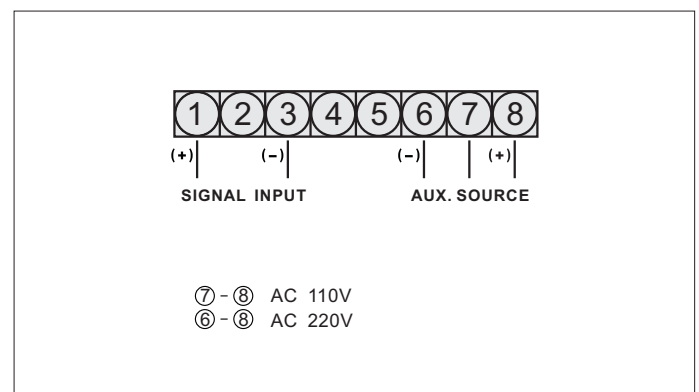 1 2 3 4 5 6 7 8
(+) (-) (-) (+)
SIGNAL INPUT AUX. SOURCE
⑦-⑧ AC 110V
⑥-⑧ AC 220V